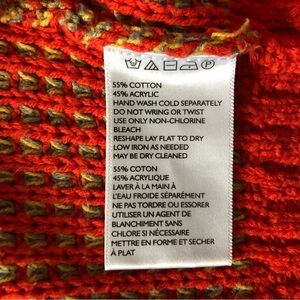 55% COTTON
45% ACRYLIC
HAND WASH COLD SEPARATELY
DO NOT WRING OR TWIST
USE ONLY NON-CHLORINE
BLEACH
RESHAPE LAY FLAT TO DRY
LOW IRON AS NEEDED
MAY BE DRY CLEANED
55% COTON
45% ACRYLIQUE
LAVER À LA MAIN À
L'EAU FROIDE SÉPARÉMENT
NE PAS TORDRE OU ESSORER
UTILISER UN AGENT DE
BLANCHIMENT SANS
CHLORE SI NÉCESSAIRE
METTRE EN FORME ET SECHER
À PLAT